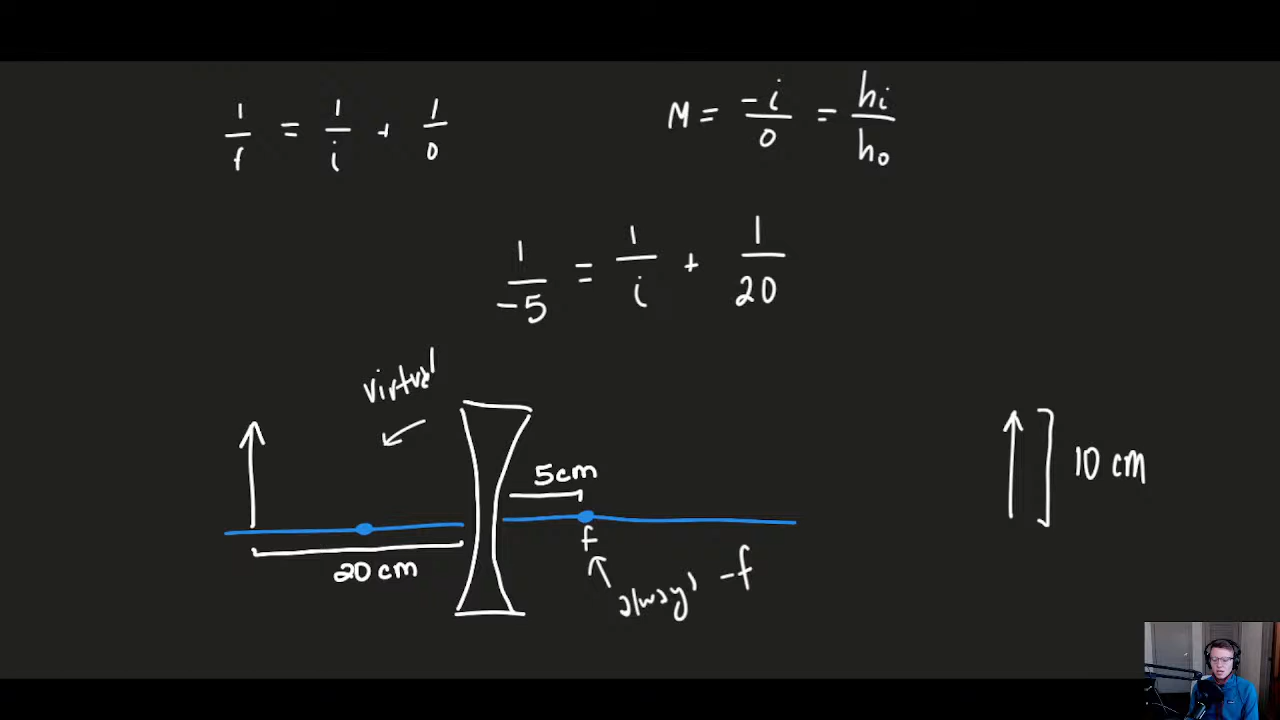 1/f = 1/i + 1/o
M = -i/o = hi/ho
1/-5 = 1/i + 1/20
virtual
5cm
10 cm
f
20 cm
always -f